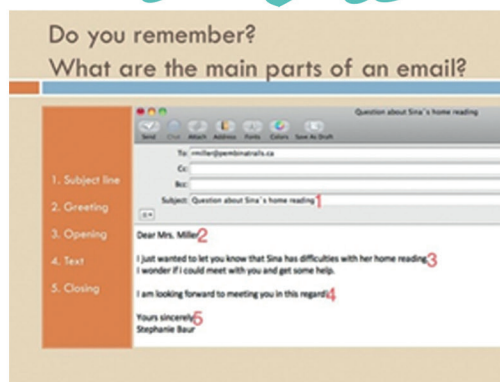 Do you remember?
What are the main parts of an email?
Question about Sina's home reading
Send Chat Attach Address Fonts Colors Save As Draft
To: rmiller@pembinatrails.ca
Cc:
Bcc:
Subject: Question about Sina's home reading 1
1. Subject line
2. Greeting
3. Opening
4. Text
5. Closing
Dear Mrs. Miller 2
I just wanted to let you know that Sina has difficulties with her home reading 3
I wonder if I could meet with you and get some help.
I am looking forward to meeting you in this regard 4
Yours sincerely 5
Stephanie Baur